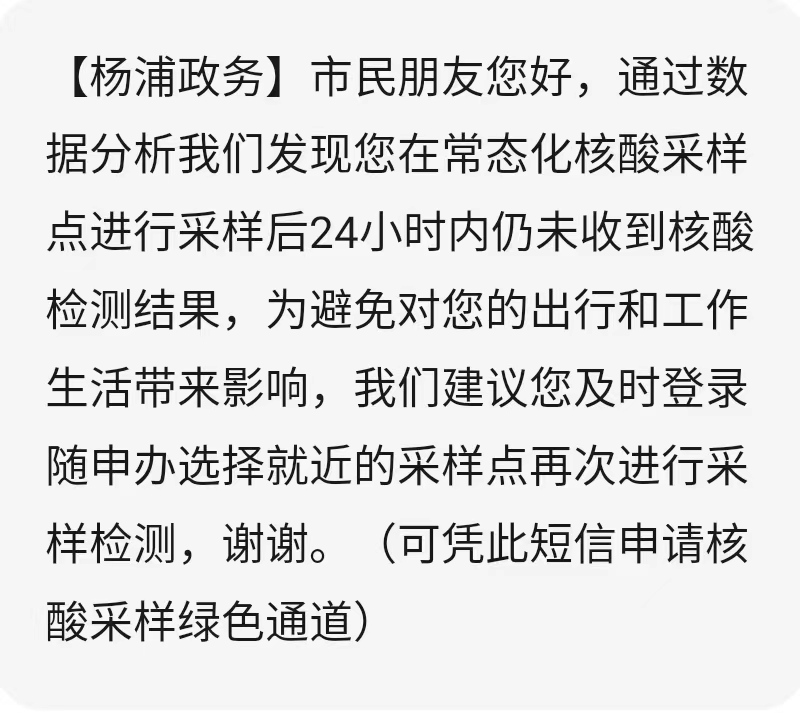 【杨浦政务】市民朋友您好，通过数
据分析我们发现您在常态化核酸采样
点进行采样后24小时内仍未收到核酸
检测结果，为避免对您的出行和工作
生活带来影响，我们建议您及时登录
随申办选择就近的采样点再次进行采
样检测，谢谢。（可凭此短信申请核
酸采样绿色通道）